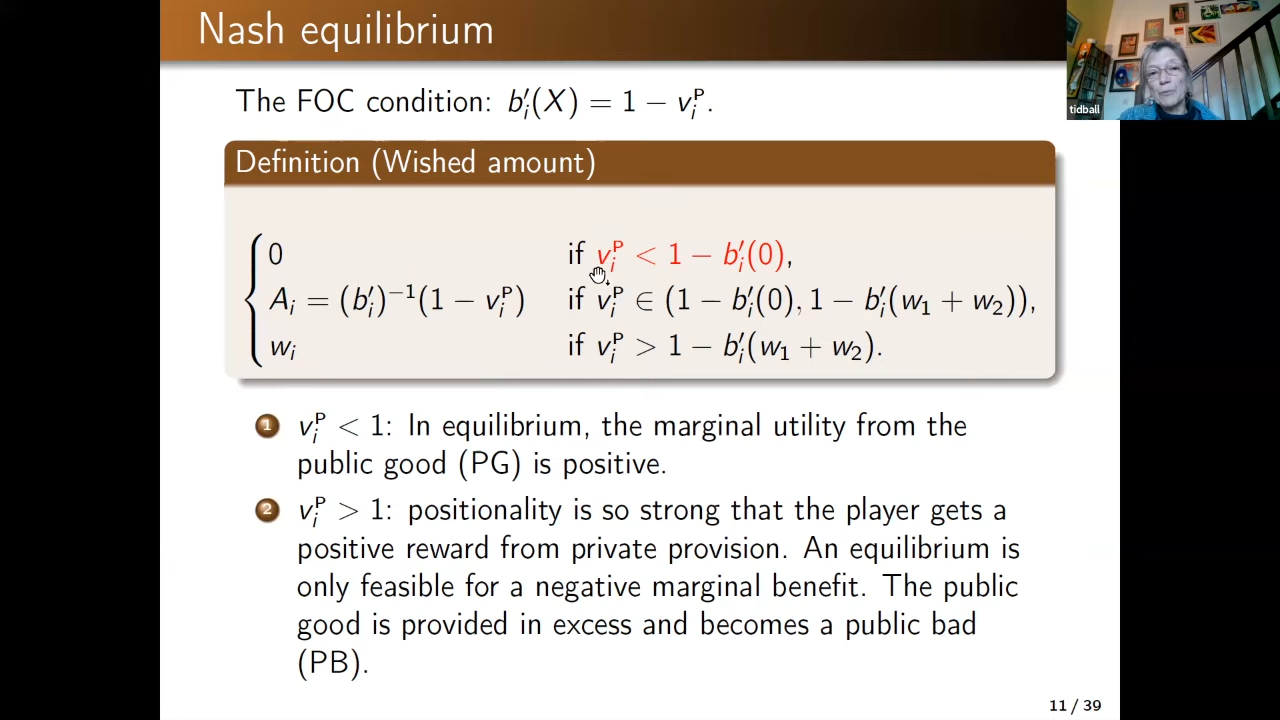 Nash equilibrium
tidball
The FOC condition: b′ᵢ(X) = 1 − vᵢᴾ.
Definition (Wished amount)
0 if vᵢᴾ < 1 − b′ᵢ(0),
Aᵢ = (b′ᵢ)⁻¹(1 − vᵢᴾ) if vᵢᴾ ∈ (1 − b′ᵢ(0), 1 − b′ᵢ(w₁ + w₂)),
wᵢ if vᵢᴾ > 1 − b′ᵢ(w₁ + w₂).
1 vᵢᴾ < 1: In equilibrium, the marginal utility from the
public good (PG) is positive.
2 vᵢᴾ > 1: positionality is so strong that the player gets a
positive reward from private provision. An equilibrium is
only feasible for a negative marginal benefit. The public
good is provided in excess and becomes a public bad
(PB).
11 / 39